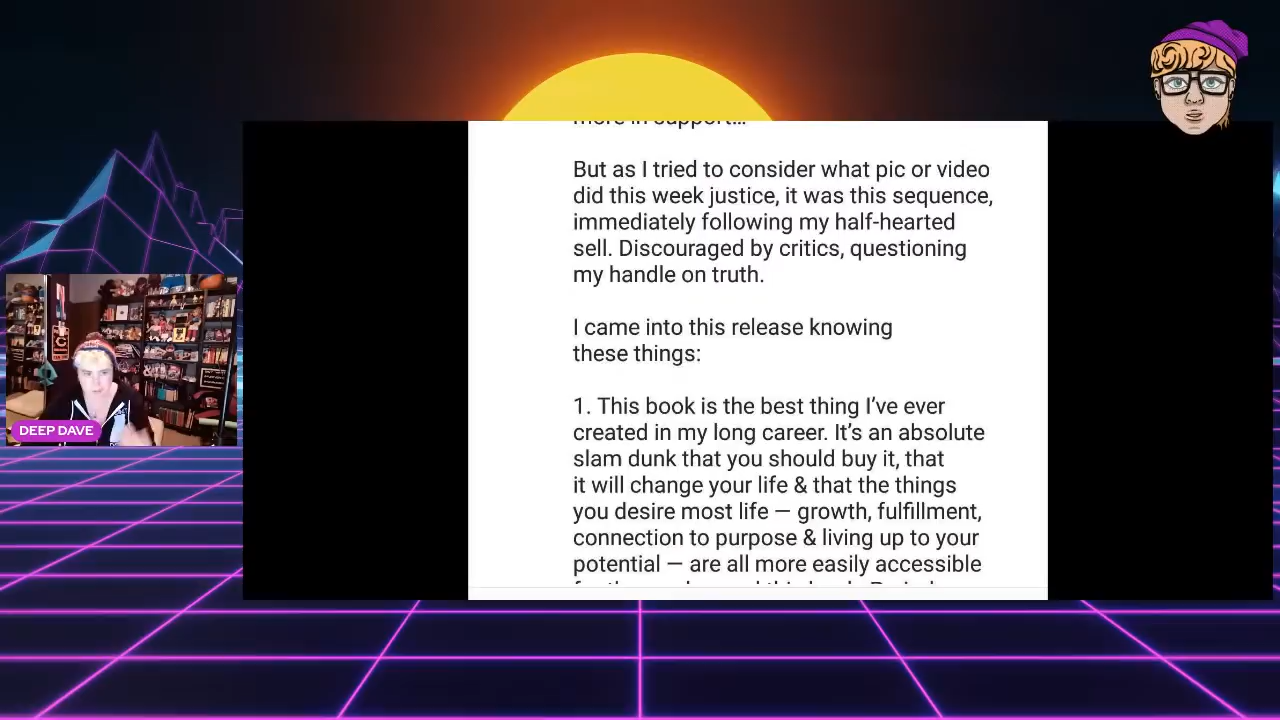 more in support...
But as I tried to consider what pic or video
did this week justice, it was this sequence,
immediately following my half-hearted
sell. Discouraged by critics, questioning
my handle on truth.
I came into this release knowing
these things:
1. This book is the best thing I’ve ever
created in my long career. It’s an absolute
slam dunk that you should buy it, that
it will change your life & that the things
you desire most life — growth, fulfillment,
connection to purpose & living up to your
potential — are all more easily accessible
DEEP DAVE